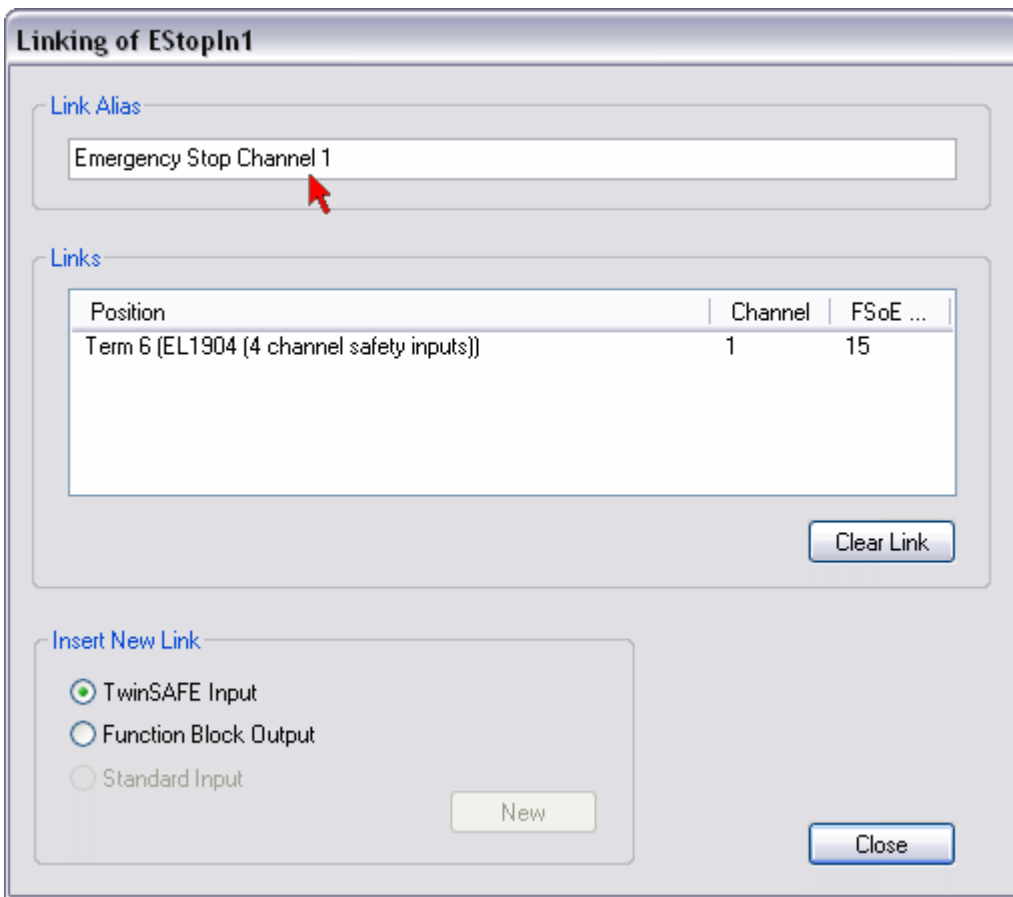 Linking of EStopIn1
Link Alias
Emergency Stop Channel 1
Links
Position Channel FSoE ...
Term 6 (EL1904 (4 channel safety inputs)) 1 15
Clear Link
Insert New Link
TwinSAFE Input
Function Block Output
Standard Input
New
Close